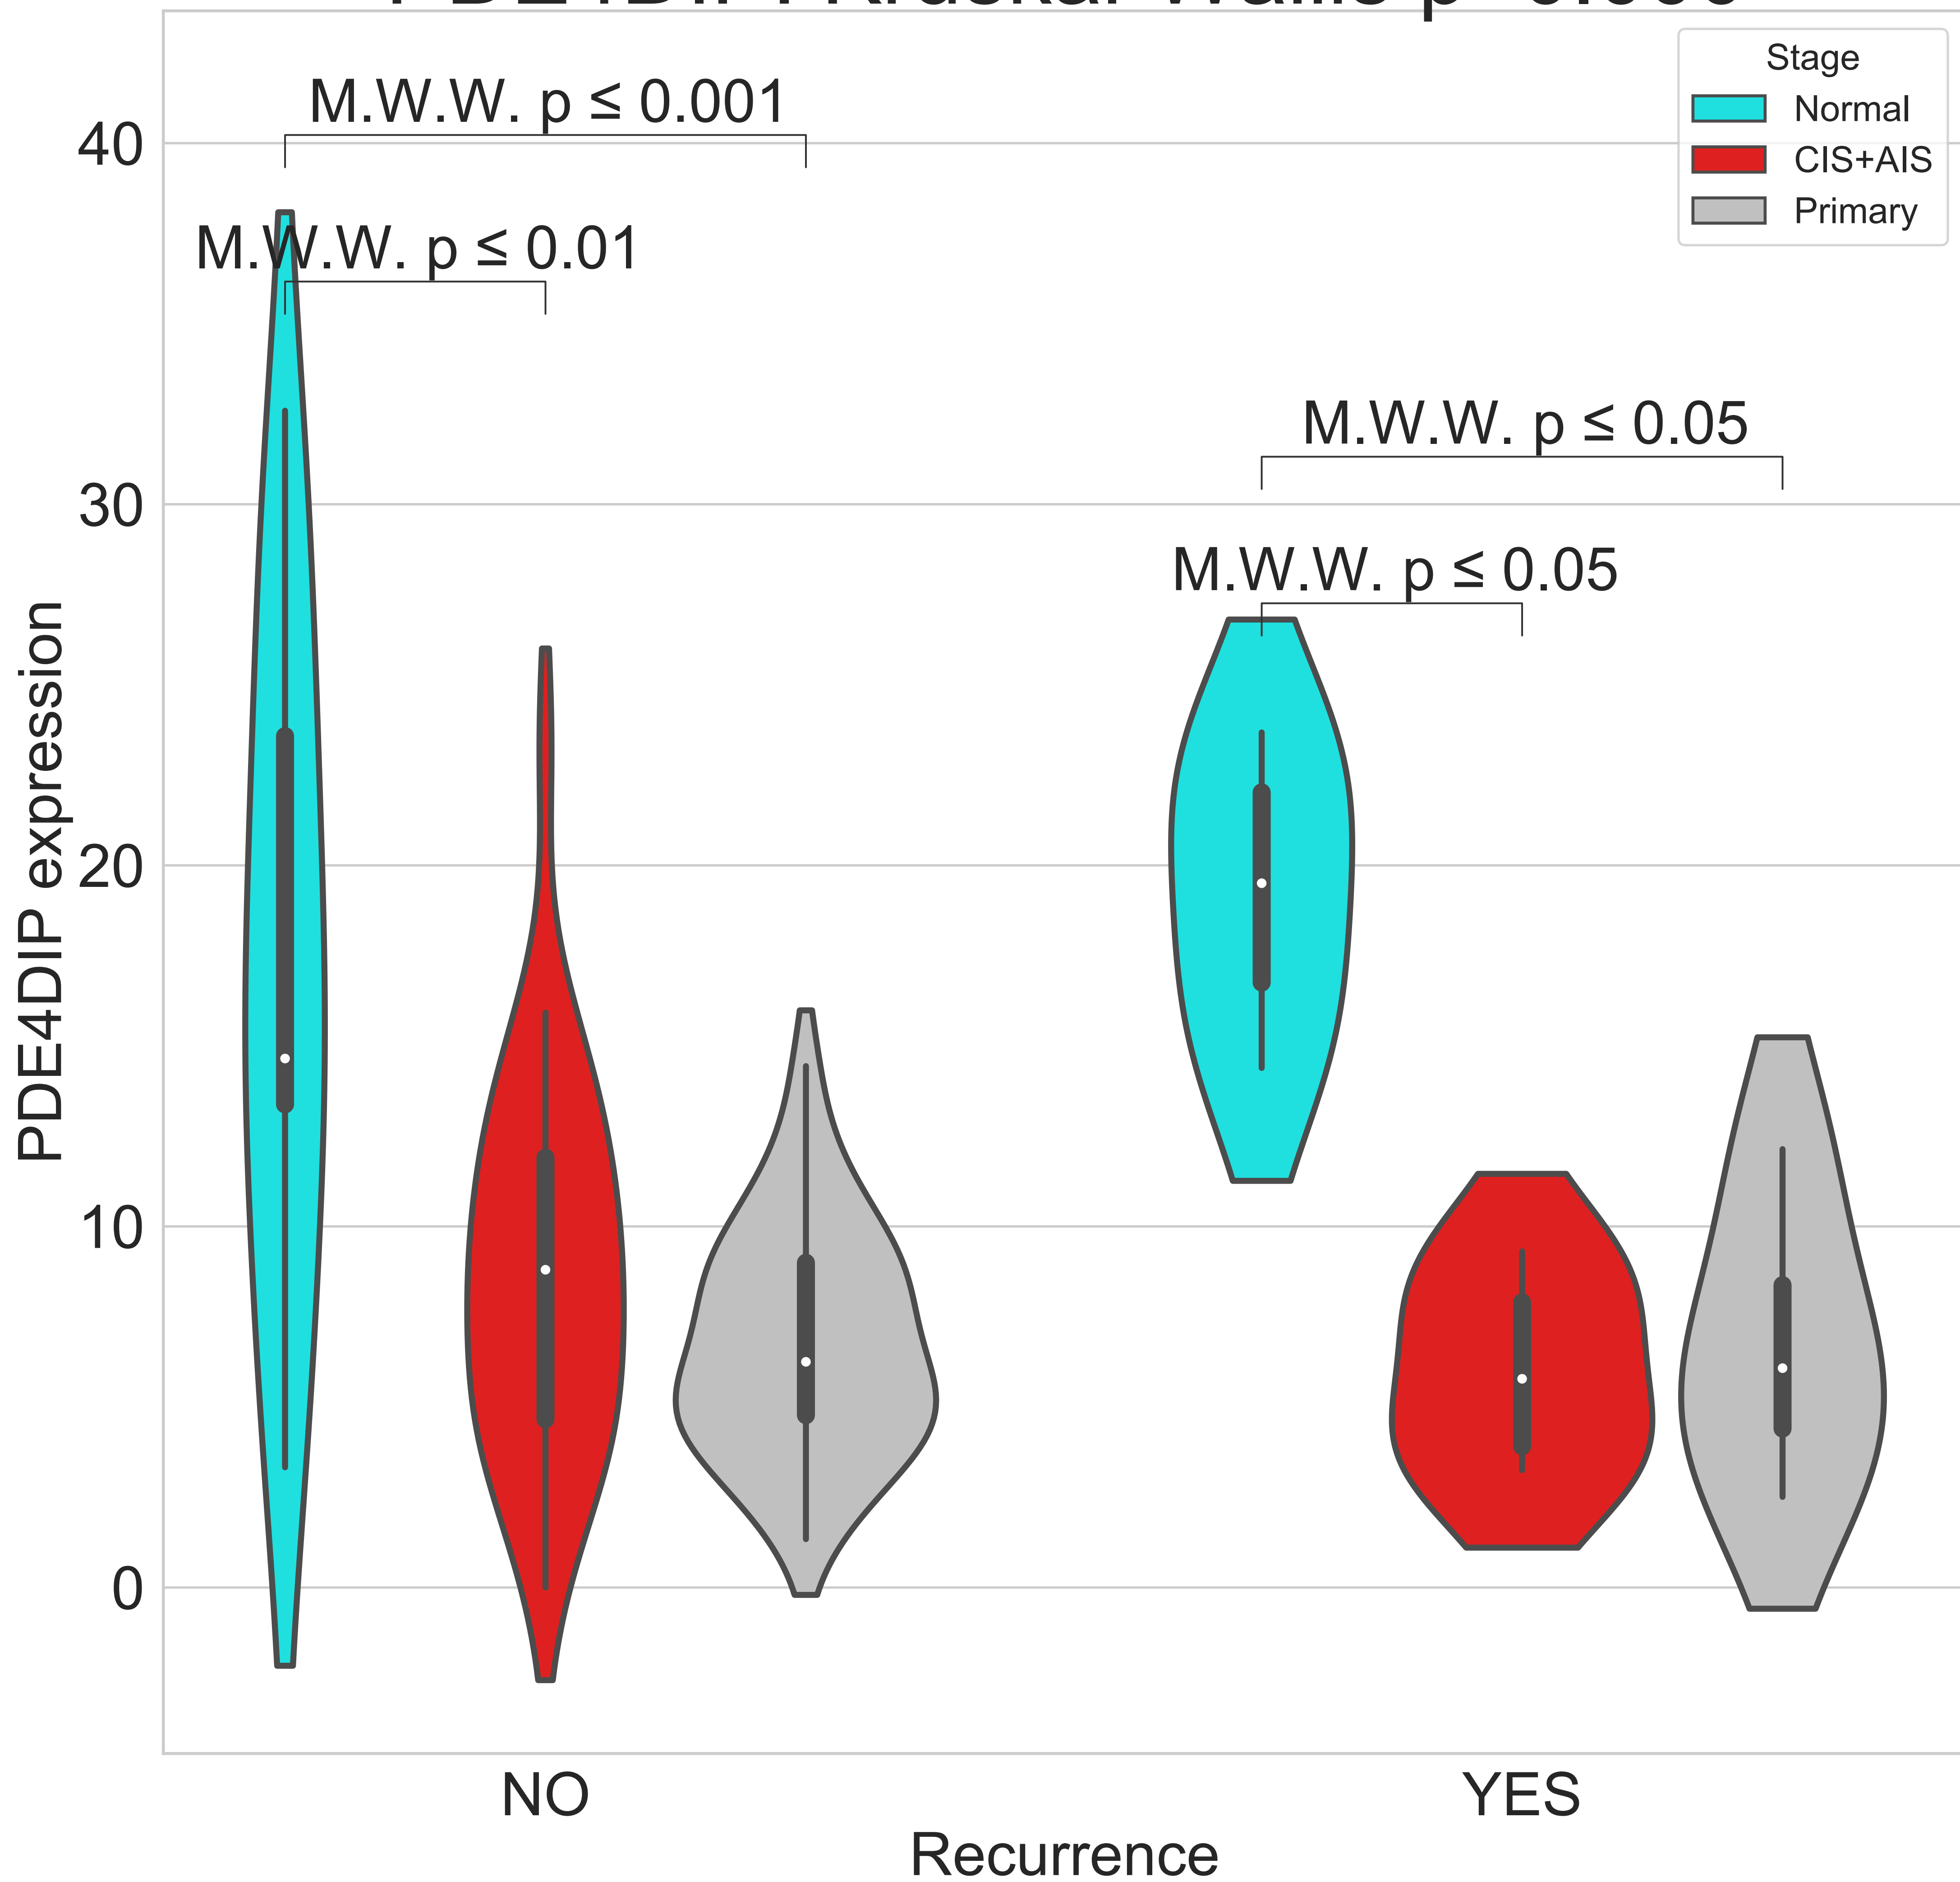 M.W.W. p ≤ 0.001
M.W.W. p ≤ 0.01
M.W.W. p ≤ 0.05
M.W.W. p ≤ 0.05
Stage
Normal
CIS+AIS
Primary
40
30
20
10
0
PDE4DIP expression
NO
YES
Recurrence